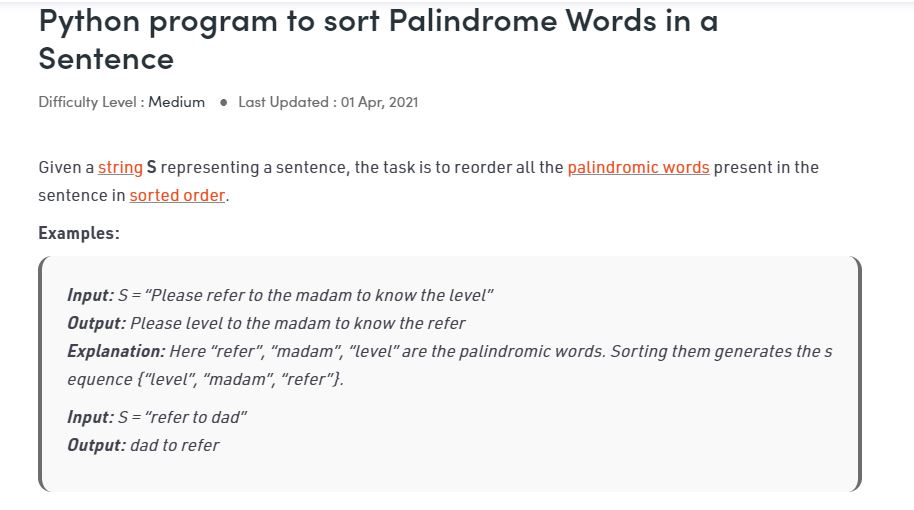 Python program to sort Palindrome Words in a
Sentence
Difficulty Level : Medium ● Last Updated : 01 Apr, 2021
Given a string S representing a sentence, the task is to reorder all the palindromic words present in the
sentence in sorted order.
Examples:
Input: S = “Please refer to the madam to know the level”
Output: Please level to the madam to know the refer
Explanation: Here “refer”, “madam”, “level” are the palindromic words. Sorting them generates the s
equence {“level”, “madam”, “refer”}.
Input: S = “refer to dad”
Output: dad to refer